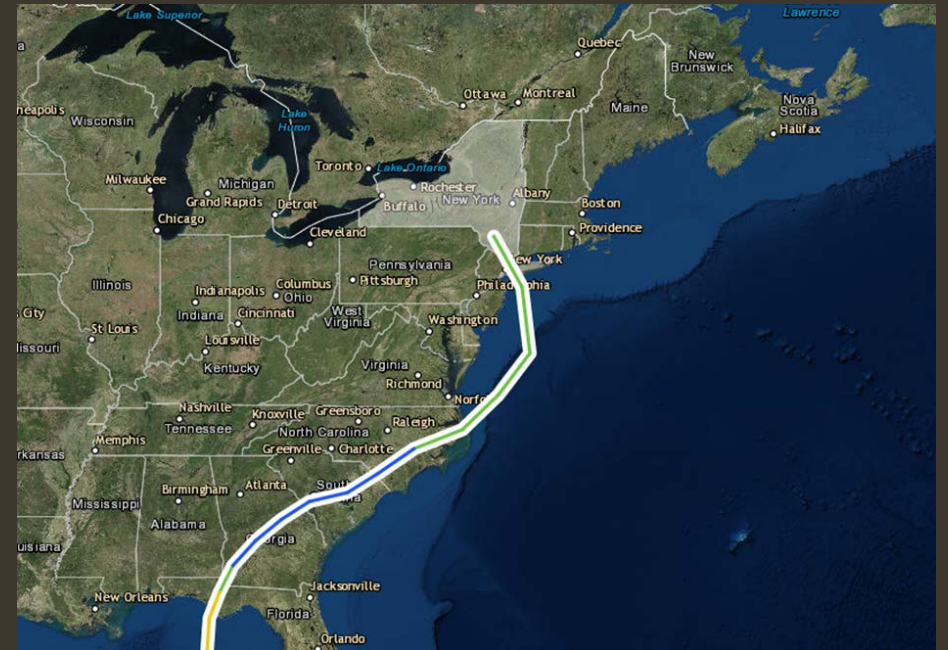 Lake Superior
Lawrence
a
Quebec
New
Brunswick
neapolis
Wisconsin
Ottawa
Montreal
Maine
Nova
Scotia
Halifax
Lake
Huron
Toronto
Lake Ontario
Milwaukee
Michigan
Grand Rapids
Detroit
Rochester
New York
Albany
Buffalo
Boston
Providence
Chicago
Cleveland
Pennsylvania
Pittsburgh
ew York
Philadelphia
Illinois
Indianapolis
Columbus
Ohio
Indiana
Cincinnati
West
Virginia
Washington
City
St Louis
issouri
Louisville
Kentucky
Virginia
Richmond
Norfo
Nashville
Tennessee
Knoxville
Greensboro
Raleigh
North Carolina
Memphis
rkansas
Greenville
Charlotte
Birmingham
Atlanta
South
na
Mississippi
Alabama
rgia
uisiana
New Orleans
Jacksonville
Florida
Orlando